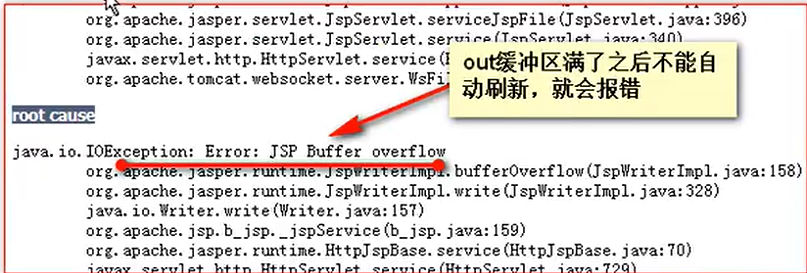 org.apache.jasper.servlet.JspServlet.serviceJspFile(JspServlet.java:396)
org.apache.jasper.servlet.JspServlet.service(JspServlet.java:340)
javax.servlet.http.HttpServlet.service(
org.apache.tomcat.websocket.server.WsFi
out缓冲区满了之后不能自
动刷新，就会报错
root cause
java.io.IOException: Error: JSP Buffer overflow
org.apache.jasper.runtime.JspWriterImpl.bufferOverflow(JspWriterImpl.java:158)
org.apache.jasper.runtime.JspWriterImpl.write(JspWriterImpl.java:328)
java.io.Writer.write(Writer.java:157)
org.apache.jsp.b_jsp._jspService(b_jsp.java:159)
org.apache.jasper.runtime.HttpJspBase.service(HttpJspBase.java:70)
javax.servlet.http.HttpServlet.service(HttpServlet.java:729)